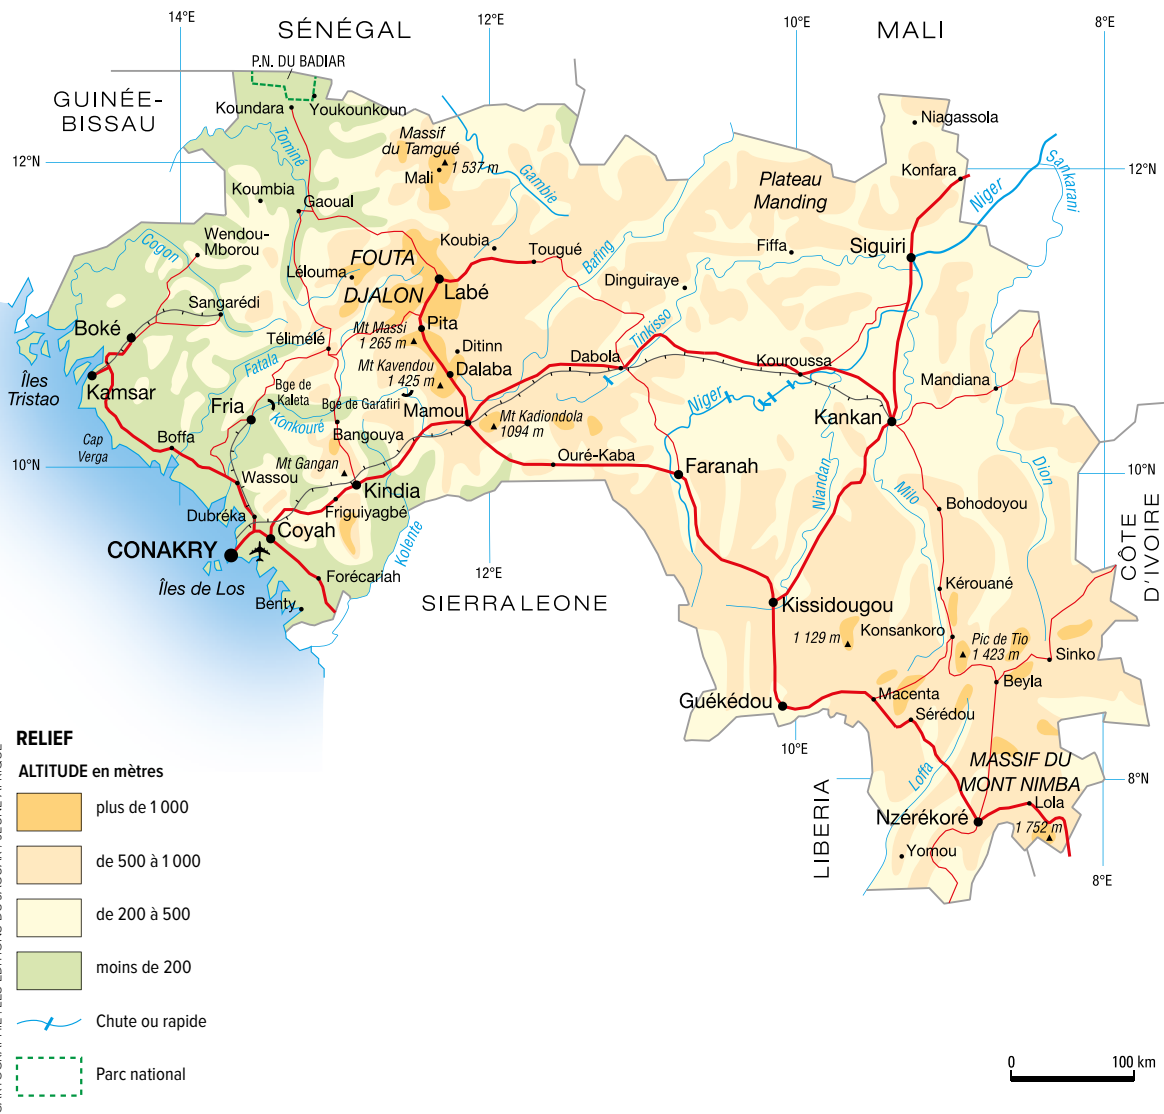 14°E
12°E
10°E
8°E
SÉNÉGAL
MALI
P.N. DU BADIAR
GUINÉE-
BISSAU
Koundara
Youkounkoun
Niagassola
Massif
du Tamgué
1 537 m
Mali
Tominé
Gambie
12°N
12°N
Konfara
Niger
Sankarani
Plateau
Manding
Koumbia
Gaoual
Wendou-
Mborou
Cogon
Koubia
Tougué
Bafing
Fiffa
Siguiri
FOUTA
DJALON
Lélouma
Labé
Dinguiraye
Sangarédi
Boké
Pita
Mt Massi
1 265 m
Tinkisso
Télimélé
Ditinn
Îles
Tristao
Kamsar
Fatala
Mt Kavendou
1 425 m
Dalaba
Dabola
Kouroussa
Mandiana
Bge de
Kaleta
Bge de Garafiri
Fria
Konkouré
Mamou
Mt Kadiondola
1094 m
Niger
Kankan
Cap
Verga
Boffa
Bangouya
10°N
10°N
Mt Gangan
Ouré-Kaba
Faranah
Niandan
Milo
Dion
Wassou
Kindia
Friguiyagbé
Dubréka
Coyah
Kolente
Bohodoyou
CONAKRY
Îles de Los
Forécariah
Benty
12°E
SIERRA LEONE
CÔTE
D'IVOIRE
Kérouané
Kissidougou
Konsankoro
1 129 m
Pic de Tio
1 423 m
Sinko
Beyla
Guékédou
Macenta
Sérédou
10°E
Loffa
MASSIF DU
MONT NIMBA
8°N
LIBERIA
Nzérékoré
Lola
1 752 m
Yomou
8°E
RELIEF
ALTITUDE en mètres
plus de 1 000
de 500 à 1 000
de 200 à 500
moins de 200
Chute ou rapide
Parc national
0
100 km